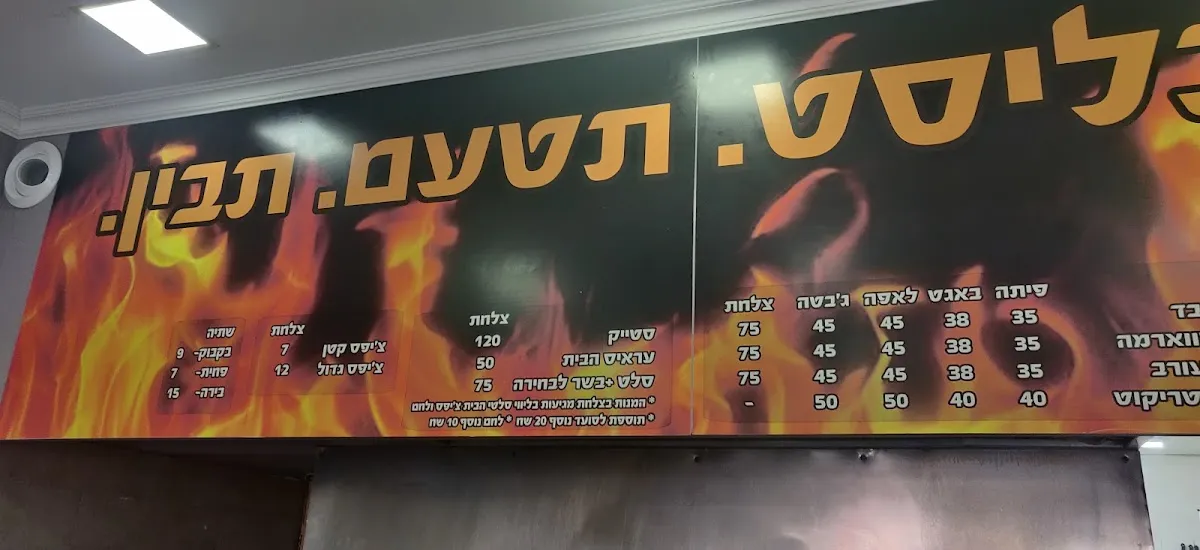 כליסט. תטעם. תבין.
פיתה באגט לאפה ג'בטה צלחת
בד 35 38 45 45 75
ווארמה 35 38 45 45 75
עורב 35 38 45 45 75
טריקוט 40 40 50 50 -
צלחת
סטייק 120
עראיס הבית 50
סלט +בשר לבחירה 75
* המנות בצלחת מגיעות בליווי סלטי הבית צ'יפס ולחם
* תוספת לסועד נוסף 20 שח * לחם נוסף 10 שח
צלחת
צ'יפס קטן 7
צ'יפס גדול 12
שתיה
בקבוק- 9
פחית- 7
בירה- 15